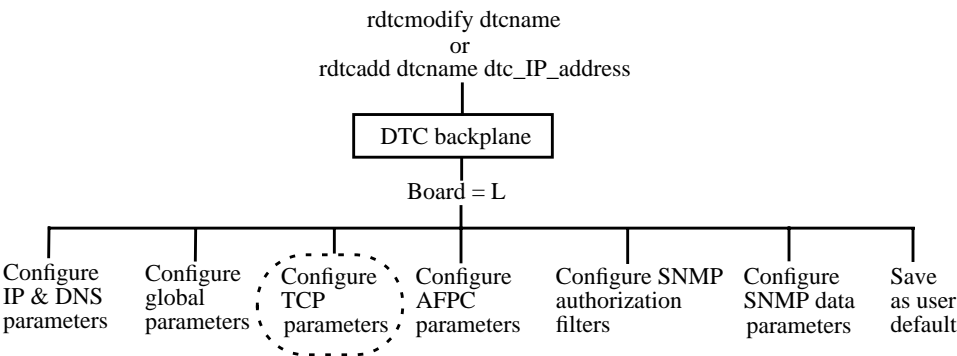 rdtcmodify dtcname
or
rdtcadd dtcname dtc_IP_address
DTC backplane
Board = L
Configure
IP & DNS
parameters
Configure
global
parameters
Configure
TCP
parameters
Configure
AFPC
parameters
Configure SNMP
authorization
filters
Configure
SNMP data
parameters
Save
as user
default